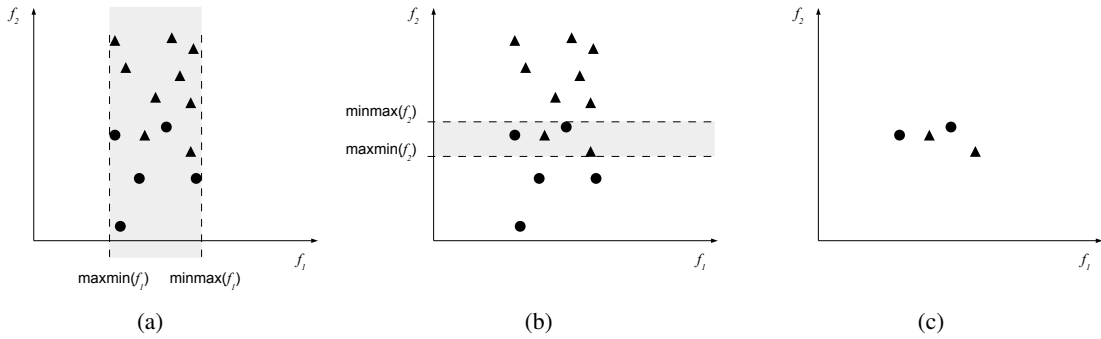 f₂
f₁
maxmin(f₁)
minmax(f₁)
(a)
f₂
minmax(f₂)
maxmin(f₂)
f₁
(b)
f₂
f₁
(c)